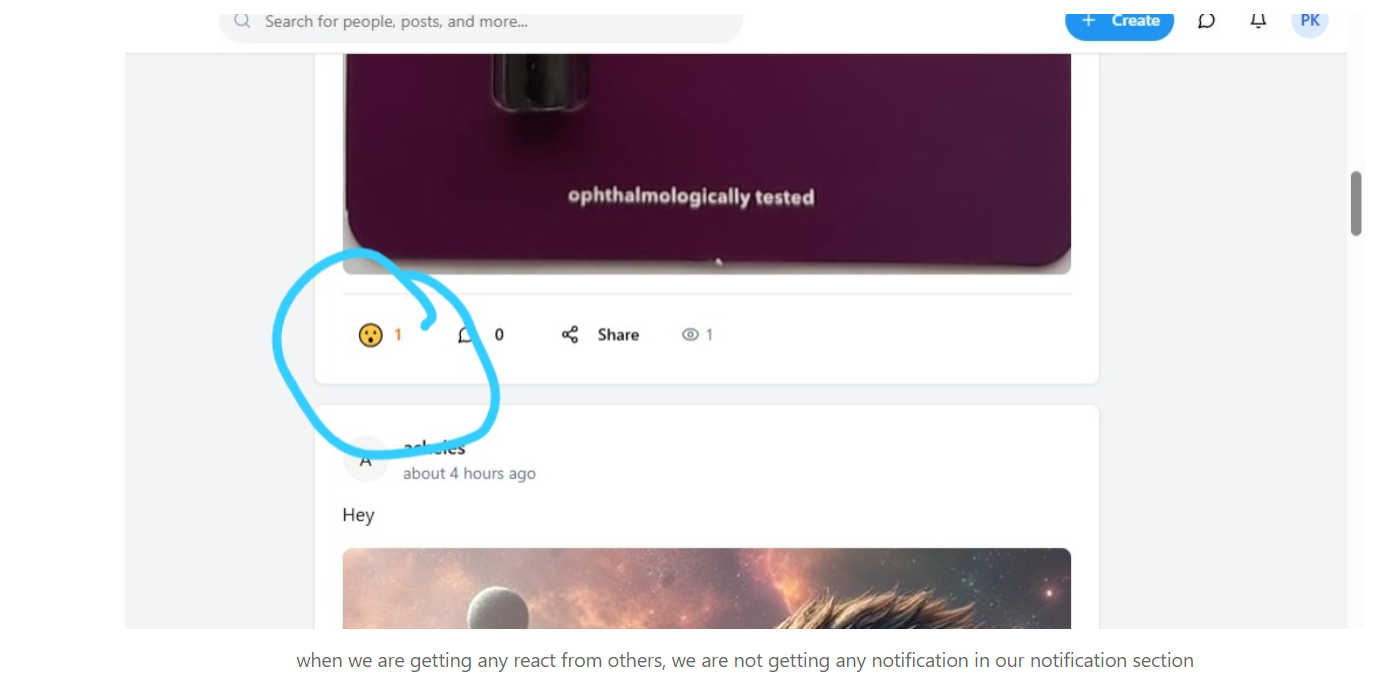 Search for people, posts, and more...
+ Create
PK
ophthalmologically tested
1
0
Share
1
A
acheles
about 4 hours ago
Hey
when we are getting any react from others, we are not getting any notification in our notification section